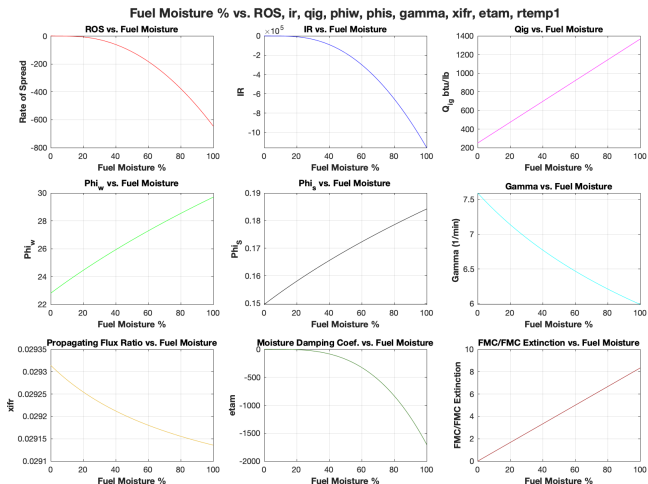 Fuel Moisture % vs. ROS, ir, qig, phiw, phis, gamma, xifr, etam, rtemp1
ROS vs. Fuel Moisture
Rate of Spread
0
-200
-400
-600
-800
0 20 40 60 80 100
Fuel Moisture %
×10^5 IR vs. Fuel Moisture
IR
0
-2
-4
-6
-8
-10
0 20 40 60 80 100
Fuel Moisture %
Qig vs. Fuel Moisture
Q_ig btu/lb
1400
1200
1000
800
600
400
200
0 20 40 60 80 100
Fuel Moisture %
Phi_w vs. Fuel Moisture
Phi_w
30
28
26
24
22
0 20 40 60 80 100
Fuel Moisture %
Phi_s vs. Fuel Moisture
Phi_S
0.19
0.18
0.17
0.16
0.15
0 20 40 60 80 100
Fuel Moisture %
Gamma vs. Fuel Moisture
Gamma (1/min)
7.5
7
6.5
6
0 20 40 60 80 100
Fuel Moisture %
Propagating Flux Ratio vs. Fuel Moisture
xifr
0.02935
0.0293
0.02925
0.0292
0.02915
0.0291
0 20 40 60 80 100
Fuel Moisture %
Moisture Damping Coef. vs. Fuel Moisture
etam
0
-500
-1000
-1500
-2000
0 20 40 60 80 100
Fuel Moisture %
FMC/FMC Extinction vs. Fuel Moisture
FMC/FMC Extinction
10
8
6
4
2
0
0 20 40 60 80 100
Fuel Moisture %